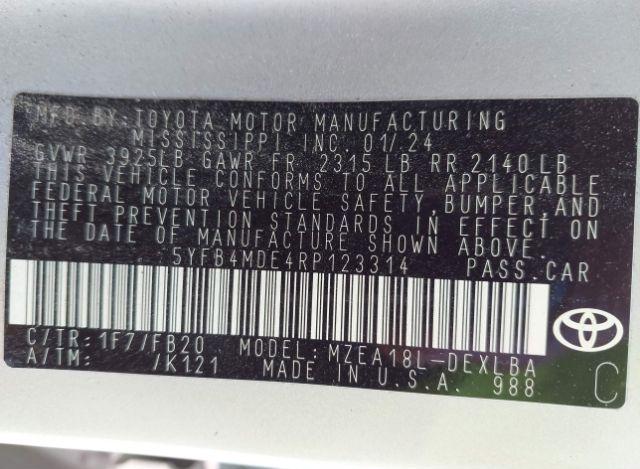 MFD. BY: TOYOTA MOTOR MANUFACTURING
MISSISSIPPI INC. 01/24
GVWR 3925LB GAWR FR 2315 LB RR 2140 LB
THIS VEHICLE CONFORMS TO ALL APPLICABLE
FEDERAL MOTOR VEHICLE SAFETY, BUMPER, AND
THEFT PREVENTION STANDARDS IN EFFECT ON
THE DATE OF MANUFACTURE SHOWN ABOVE.
5YFB4MDE4RP123314 PASS. CAR
C/TR: 1F7/FB20 MODEL: MZEA18L-DEXLBA
A/TM: /K121 MADE IN U.S.A. 988 C